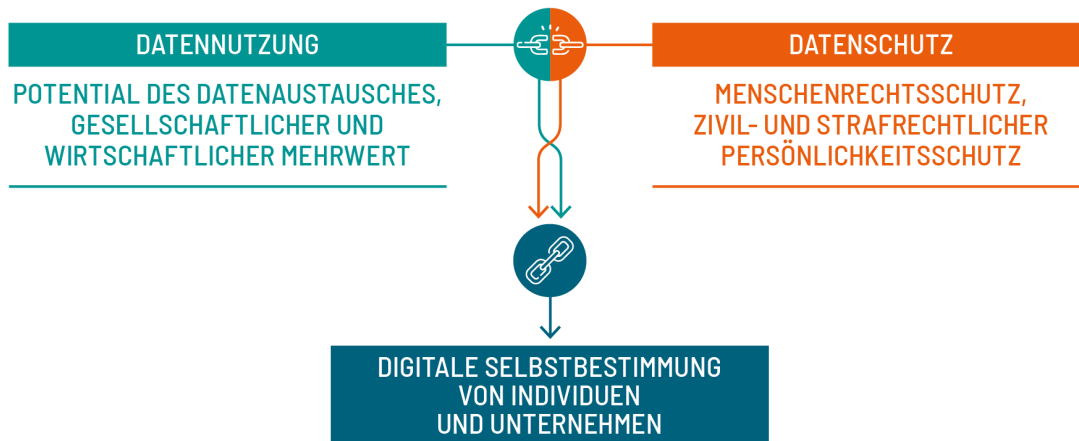 DATENNUTZUNG
POTENTIAL DES DATENAUSTAUSCHES,
GESELLSCHAFTLICHER UND
WIRTSCHAFTLICHER MEHRWERT
DATENSCHUTZ
MENSCHENRECHTSSCHUTZ,
ZIVIL- UND STRAFRECHTLICHER
PERSÖNLICHKEITSSCHUTZ
DIGITALE SELBSTBESTIMMUNG
VON INDIVIDUEN
UND UNTERNEHMEN